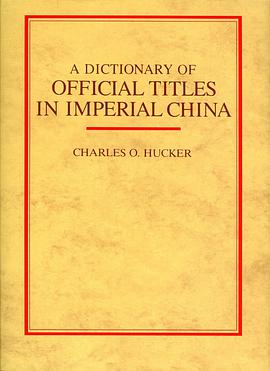 A DICTIONARY OF
OFFICIAL TITLES
IN IMPERIAL CHINA
CHARLES O. HUCKER